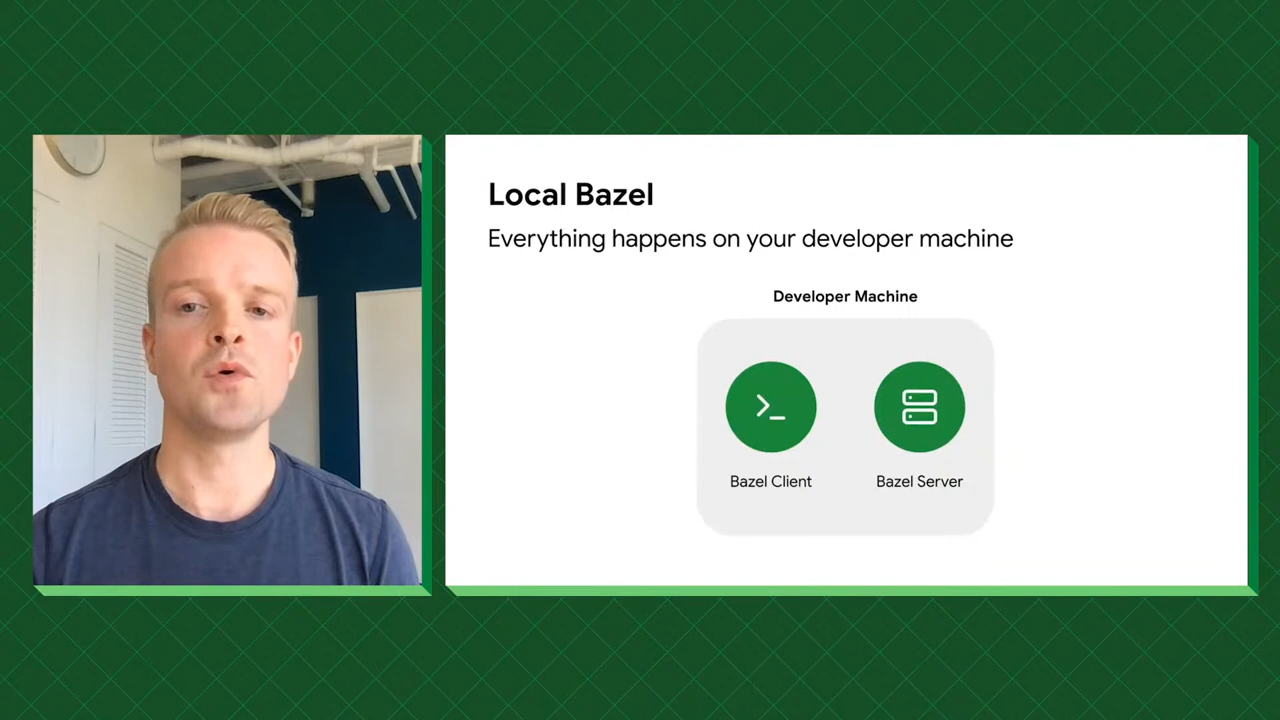 Local Bazel
Everything happens on your developer machine
Developer Machine
Bazel Client
Bazel Server